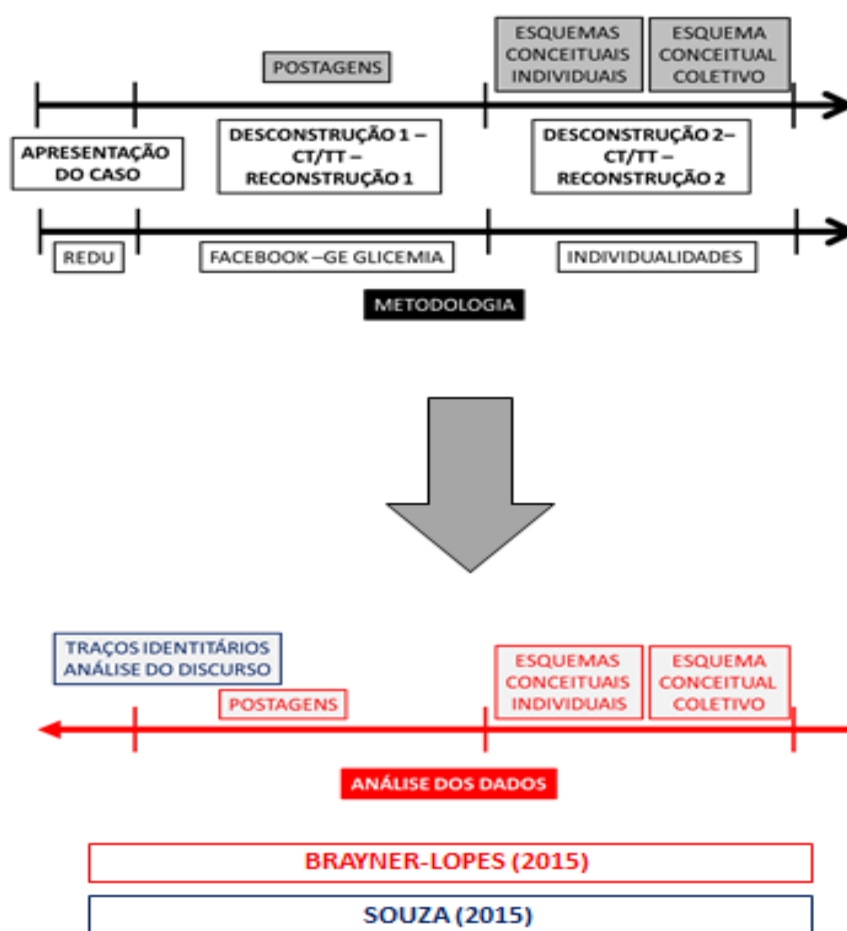 POSTAGENS
ESQUEMAS
CONCEITUAIS
INDIVIDUAIS
ESQUEMA
CONCEITUAL
COLETIVO
APRESENTAÇÃO
DO CASO
DESCONSTRUÇÃO 1 –
CT/TT –
RECONSTRUÇÃO 1
DESCONSTRUÇÃO 2–
CT/TT –
RECONSTRUÇÃO 2
REDU
FACEBOOK –GE GLICEMIA
INDIVIDUALIDADES
METODOLOGIA
TRAÇOS IDENTITÁRIOS
ANÁLISE DO DISCURSO
POSTAGENS
ESQUEMAS
CONCEITUAIS
INDIVIDUAIS
ESQUEMA
CONCEITUAL
COLETIVO
ANÁLISE DOS DADOS
BRAYNER-LOPES (2015)
SOUZA (2015)